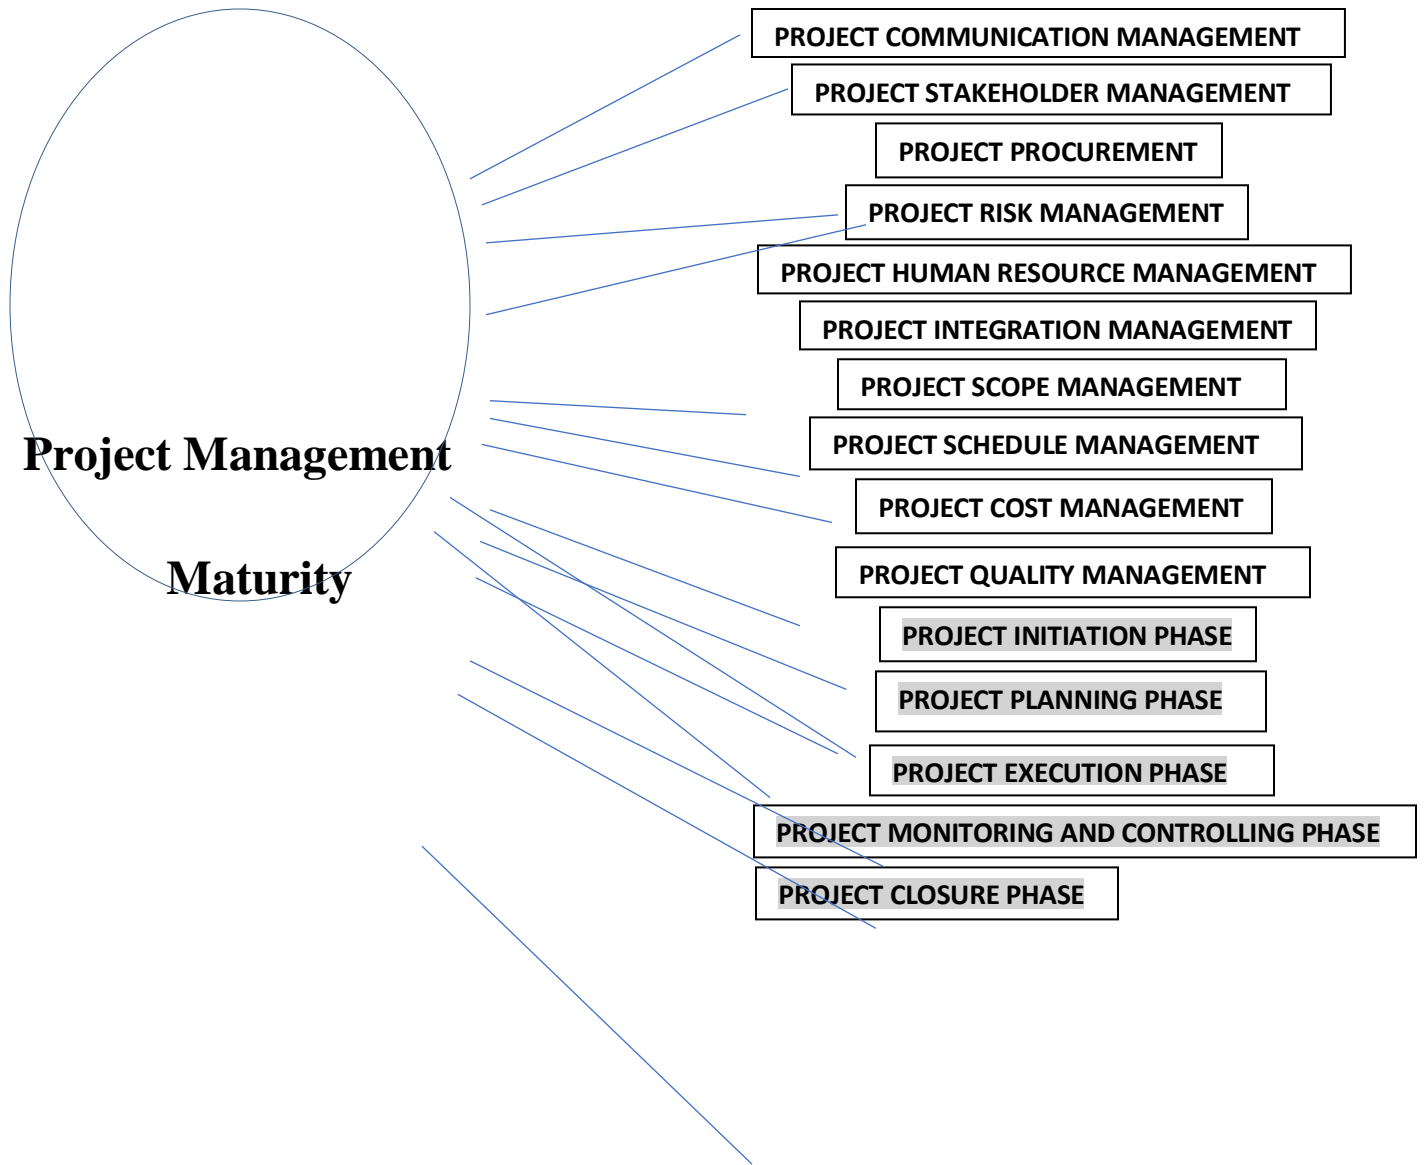 PROJECT COMMUNICATION MANAGEMENT
PROJECT STAKEHOLDER MANAGEMENT
PROJECT PROCUREMENT
PROJECT RISK MANAGEMENT
PROJECT HUMAN RESOURCE MANAGEMENT
PROJECT INTEGRATION MANAGEMENT
PROJECT SCOPE MANAGEMENT
PROJECT SCHEDULE MANAGEMENT
Project Management
PROJECT COST MANAGEMENT
PROJECT QUALITY MANAGEMENT
Maturity
PROJECT INITIATION PHASE
PROJECT PLANNING PHASE
PROJECT EXECUTION PHASE
PROJECT MONITORING AND CONTROLLING PHASE
PROJECT CLOSURE PHASE